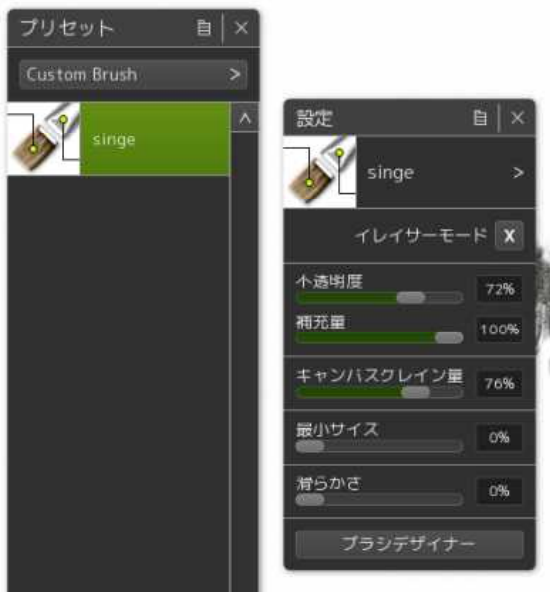 プリセット
Custom Brush >
singe
設定
singe >
イレイサーモード X
不透明度 72%
補充量 100%
キャンバスグレイン量 76%
最小サイズ 0%
滑らかさ 0%
ブラシデザイナー